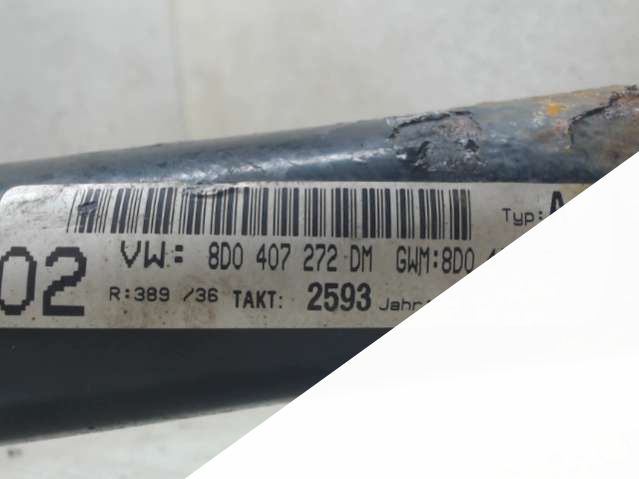 Typ:
VW: 8D0 407 272 DM GWM:8D0
02 R:389 /36 TAKT: 2593 Jahr